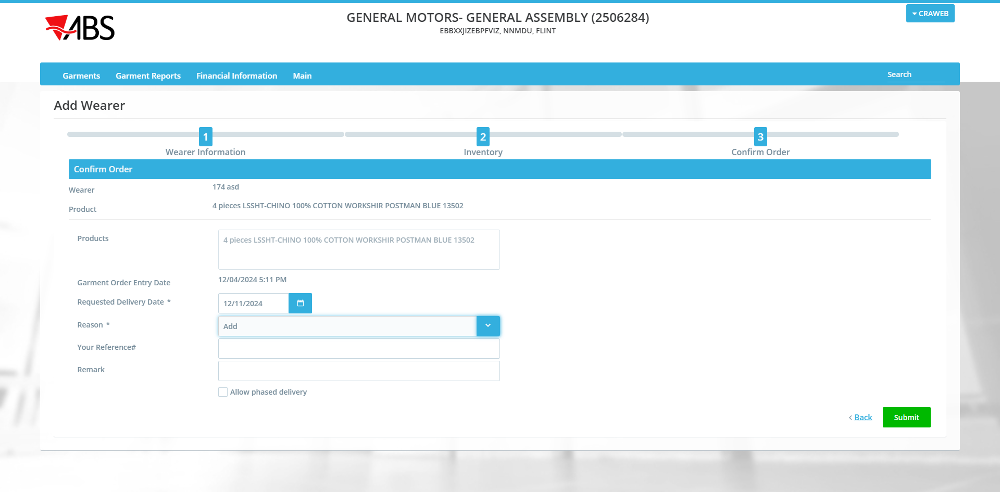 ABS
GENERAL MOTORS- GENERAL ASSEMBLY (2506284)
EBBXXJIZEBPFVIZ, NNMDU, FLINT
CRAWEB
Garments Garment Reports Financial Information Main Search
Add Wearer
1 2 3
Wearer Information Inventory Confirm Order
Confirm Order
Wearer 174 asd
Product 4 pieces LSSHT-CHINO 100% COTTON WORKSHIR POSTMAN BLUE 13502
Products 4 pieces LSSHT-CHINO 100% COTTON WORKSHIR POSTMAN BLUE 13502
Garment Order Entry Date 12/04/2024 5:11 PM
Requested Delivery Date * 12/11/2024
Reason * Add
Your Reference#
Remark
Allow phased delivery
Back Submit